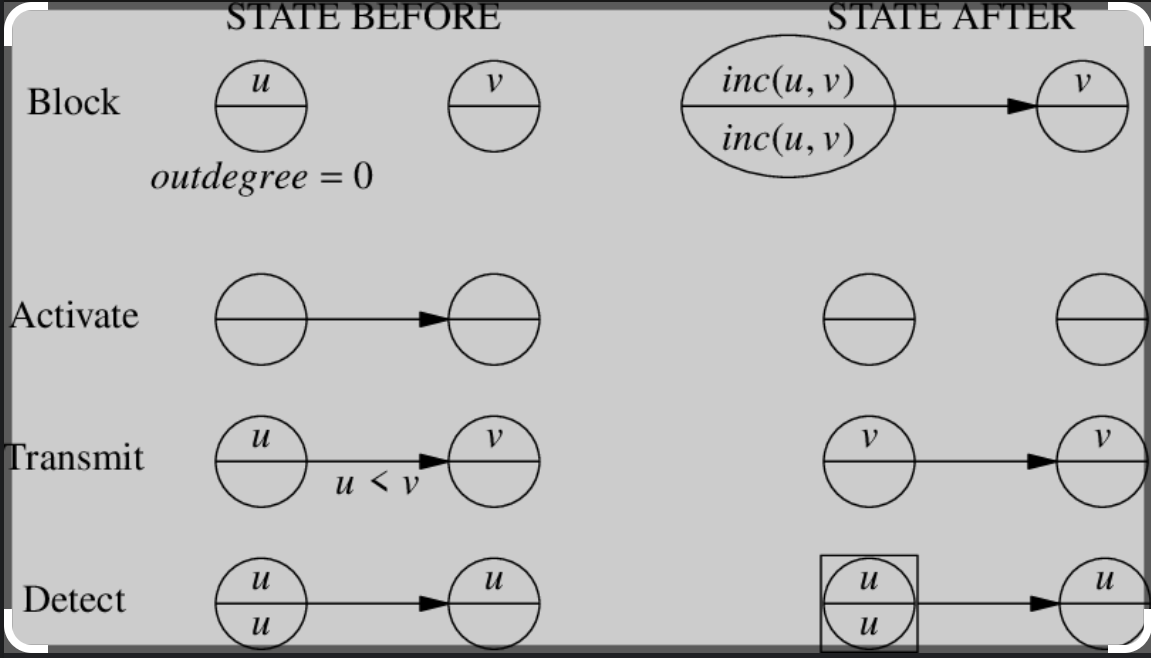 STATE BEFORE STATE AFTER
Block u v inc(u, v) v
inc(u, v)
outdegree = 0
Activate
Transmit u v v v
u < v
Detect u u u u
u u